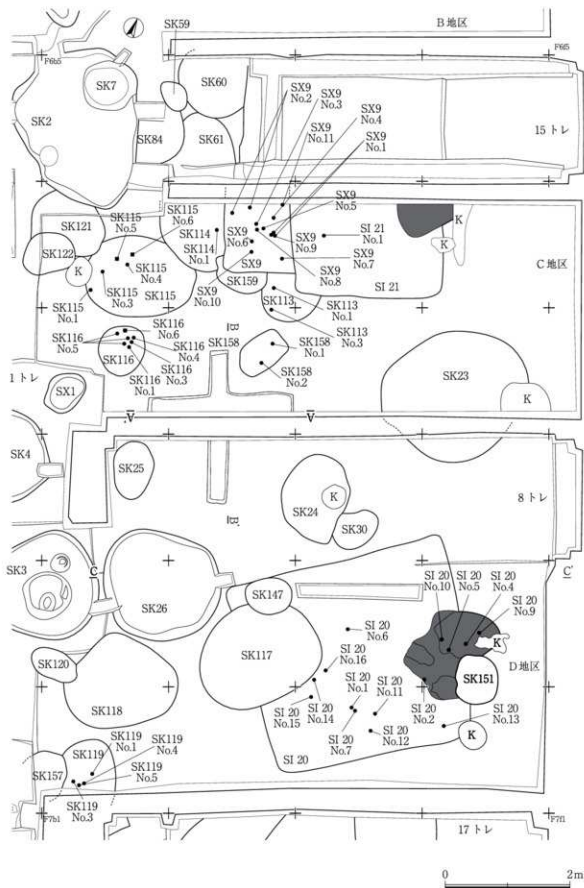 SK59
B地区
F6b5
F6f5
SK7
SK60
SX9
No.2
SX9
No.3
SX9
No.4
SK2
SX9
No.11
SX9
No.1
15トレ
SK84
SK61
SK115
No.5
SK115
No.6
SX9
No.5
SK121
SK114
K
SI 21
No.1
SK122
SK114
No.1
SX9
No.6
SX9
No.9
SX9
No.7
K
C地区
K
SK115
No.4
SX9
SX9
No.8
SK115
No.3
SK115
SK159
SI 21
SK115
No.1
SX9
No.10
SK113
SK113
No.1
SK116
No.6
B
SK113
No.3
SK116
No.5
SK116
No.4
SK158
SK158
No.1
SK116
SK116
No.3
SK23
1トレ
SK116
No.1
SK158
No.2
SX1
K
V
V
SK4
SK25
8トレ
SK24
K
B'
SK30
SK3
C
C'
SI 20
No.10
SI 20
No.5
SI 20
No.4
SK26
SK147
SI 20
No.9
SI 20
No.6
K
D地区
SK120
SK117
SI 20
No.16
SK151
SI 20
No.1
SI 20
No.11
SK118
SI 20
No.14
SI 20
No.2
SI 20
No.13
SI 20
No.15
SI 20
No.7
SI 20
No.12
K
SK119
No.1
SK119
SK119
No.4
SI 20
SK157
SK119
No.5
SK119
No.3
F7b1
F7f1
17トレ
0
2m